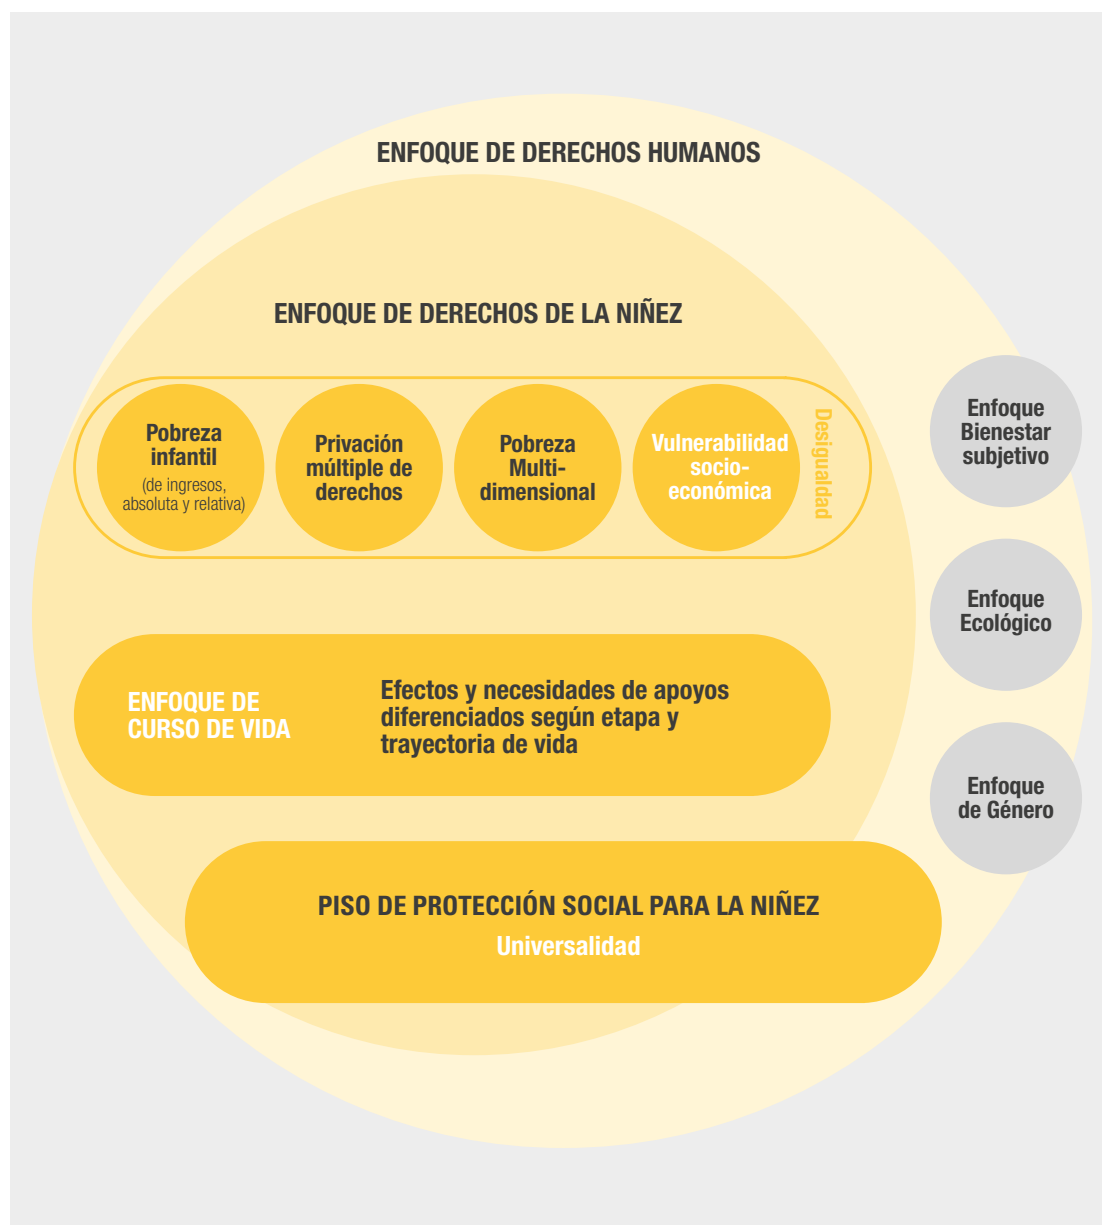 ENFOQUE DE DERECHOS HUMANOS
ENFOQUE DE DERECHOS DE LA NIÑEZ
Pobreza
infantil
(de ingresos,
absoluta y relativa)
Privación
múltiple de
derechos
Pobreza
Multi-
dimensional
Vulnerabilidad
socio-
económica
Desigualdad
Enfoque
Bienestar
subjetivo
Enfoque
Ecológico
Enfoque
de Género
ENFOQUE DE
CURSO DE VIDA
Efectos y necesidades de apoyos
diferenciados según etapa y
trayectoria de vida
PISO DE PROTECCIÓN SOCIAL PARA LA NIÑEZ
Universalidad